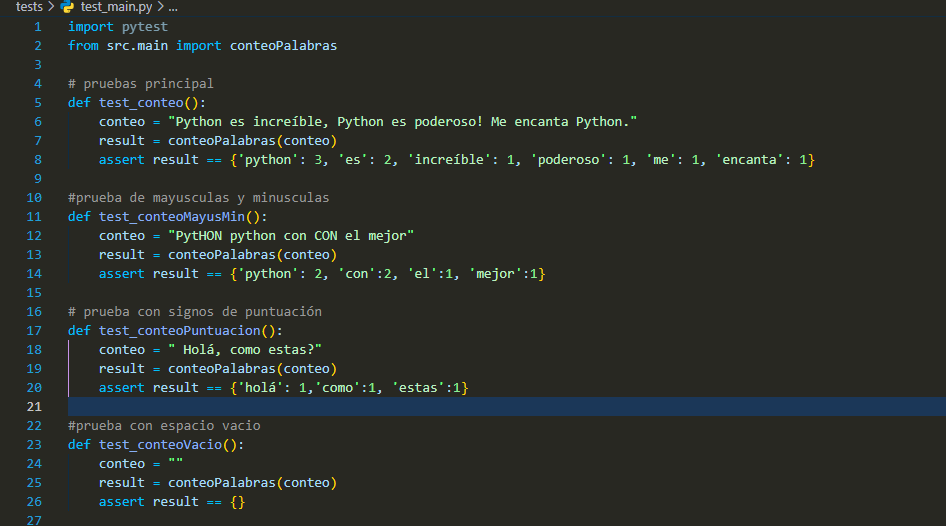 tests > test_main.py > ...
1 import pytest
2 from src.main import conteoPalabras
3
4 # pruebas principal
5 def test_conteo():
6     conteo = "Python es increíble, Python es poderoso! Me encanta Python."
7     result = conteoPalabras(conteo)
8     assert result == {'python': 3, 'es': 2, 'increíble': 1, 'poderoso': 1, 'me': 1, 'encanta': 1}
9
10 #prueba de mayusculas y minusculas
11 def test_conteoMayusMin():
12     conteo = "PytHON python con CON el mejor"
13     result = conteoPalabras(conteo)
14     assert result == {'python': 2, 'con':2, 'el':1, 'mejor':1}
15
16 # prueba con signos de puntuación
17 def test_conteoPuntuacion():
18     conteo = " Holá, como estas?"
19     result = conteoPalabras(conteo)
20     assert result == {'holá': 1,'como':1, 'estas':1}
21
22 #prueba con espacio vacio
23 def test_conteoVacio():
24     conteo = ""
25     result = conteoPalabras(conteo)
26     assert result == {}
27